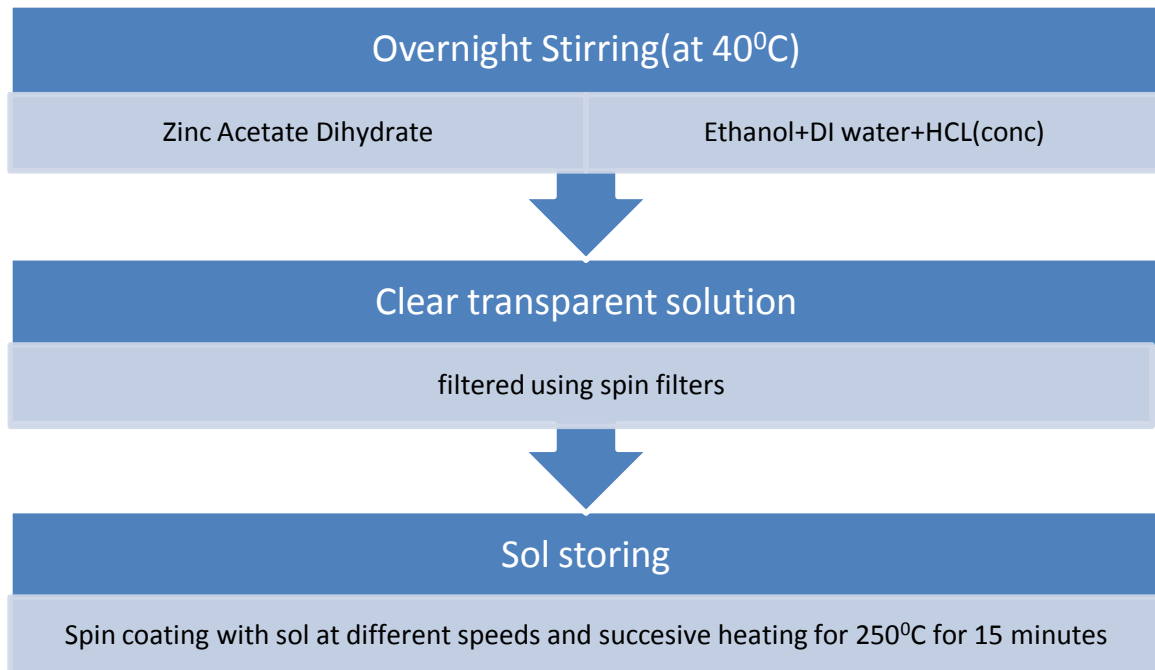 Overnight Stirring(at 40⁰C)
Zinc Acetate Dihydrate
Ethanol+DI water+HCL(conc)
Clear transparent solution
filtered using spin filters
Sol storing
Spin coating with sol at different speeds and succesive heating for 250⁰C for 15 minutes